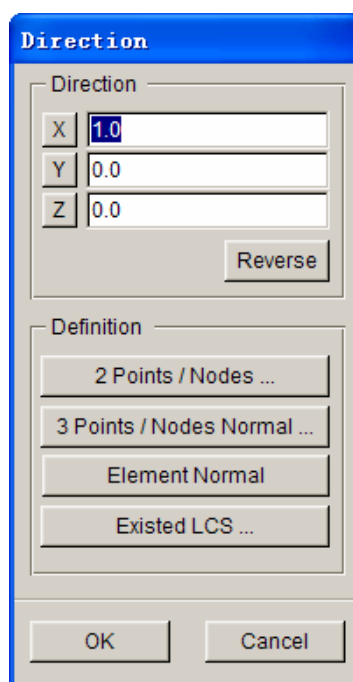 Direction
Direction
X 1.0
Y 0.0
Z 0.0
Reverse
Definition
2 Points / Nodes ...
3 Points / Nodes Normal ...
Element Normal
Existed LCS ...
OK Cancel